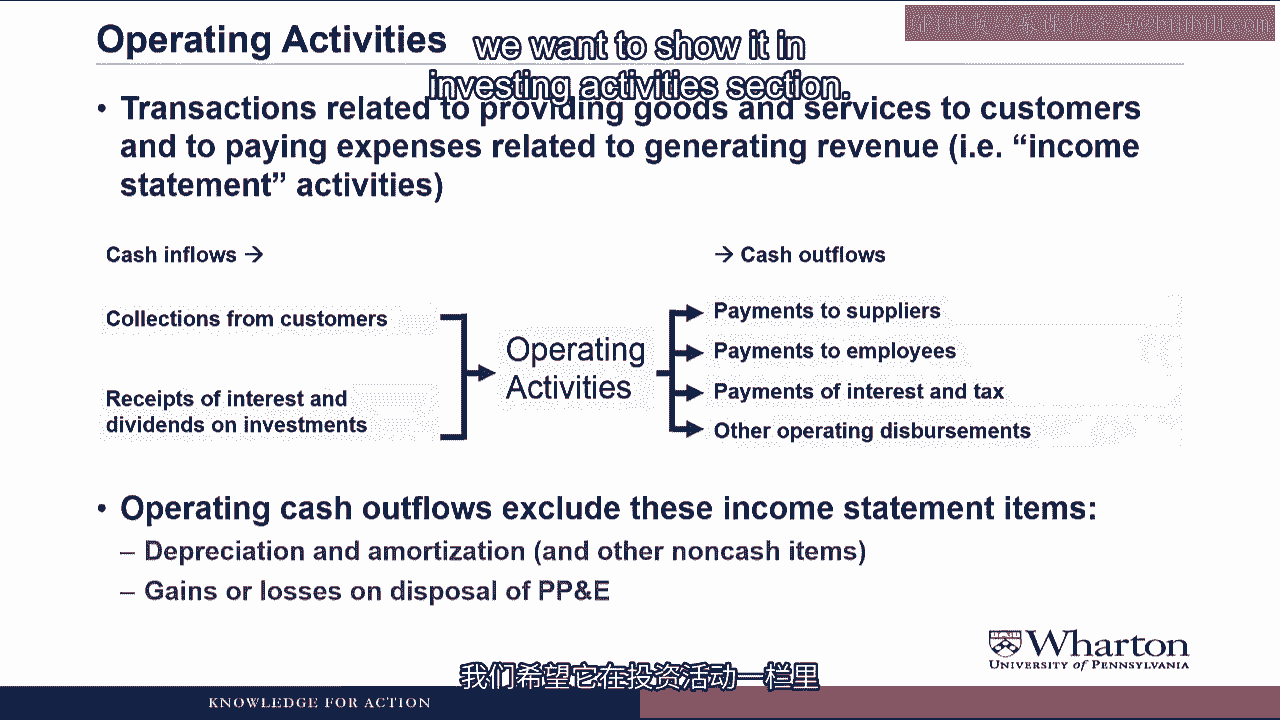 Operating Activities
we want to show it in
investing activities section.
• Transactions related to providing goods and services to customers
and to paying expenses related to generating revenue (i.e. “income
statement” activities)
Cash inflows →
→ Cash outflows
Collections from customers
Receipts of interest and
dividends on investments
Operating
Activities
Payments to suppliers
Payments to employees
Payments of interest and tax
Other operating disbursements
• Operating cash outflows exclude these income statement items:
– Depreciation and amortization (and other noncash items)
– Gains or losses on disposal of PP&E
Wharton
UNIVERSITY of PENNSYLVANIA
我们希望它在投资活动一栏里
KNOWLEDGE FOR ACTION